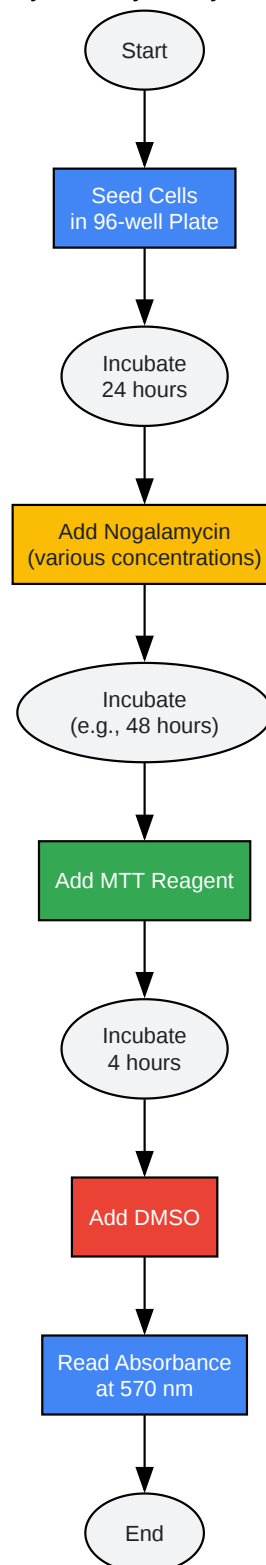 Start
Seed Cells
in 96-well Plate
Incubate
24 hours
Add Nogalamycin
(various concentrations)
Incubate
(e.g., 48 hours)
Add MTT Reagent
Incubate
4 hours
Add DMSO
Read Absorbance
at 570 nm
End